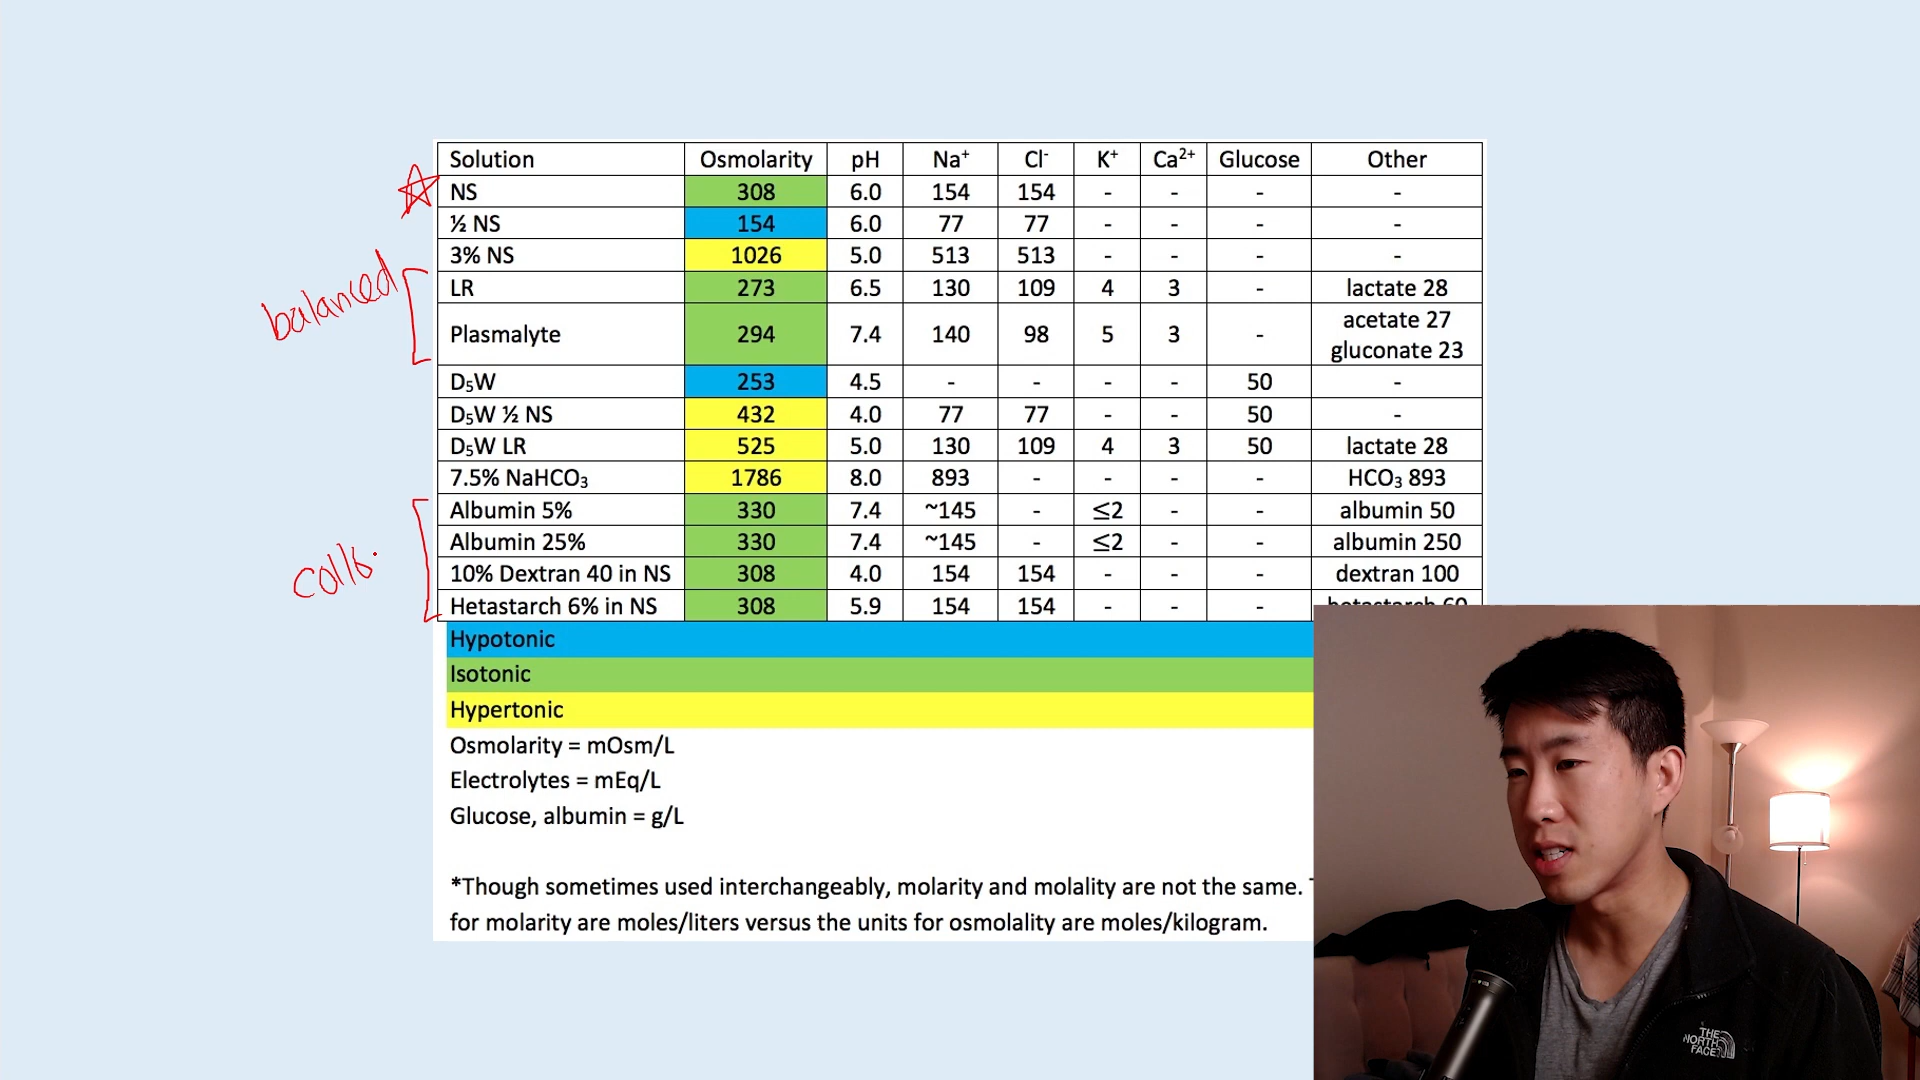 Solution Osmolarity pH Na⁺ Cl⁻ K⁺ Ca²⁺ Glucose Other
NS 308 6.0 154 154 - - - -
½ NS 154 6.0 77 77 - - - -
3% NS 1026 5.0 513 513 - - - -
balanced
LR 273 6.5 130 109 4 3 - lactate 28
Plasmalyte 294 7.4 140 98 5 3 - acetate 27
gluconate 23
D₅W 253 4.5 - - - - 50 -
D₅W ½ NS 432 4.0 77 77 - - 50 -
D₅W LR 525 5.0 130 109 4 3 50 lactate 28
7.5% NaHCO₃ 1786 8.0 893 - - - - HCO₃ 893
Albumin 5% 330 7.4 ~145 - ≤2 - - albumin 50
Albumin 25% 330 7.4 ~145 - ≤2 - - albumin 250
10% Dextran 40 in NS 308 4.0 154 154 - - - dextran 100
Hetastarch 6% in NS 308 5.9 154 154 - - - hetastarch 60
Hypotonic
Isotonic
Hypertonic
Osmolarity = mOsm/L
Electrolytes = mEq/L
Glucose, albumin = g/L
*Though sometimes used interchangeably, molarity and molality are not the same.
for molarity are moles/liters versus the units for osmolality are moles/kilogram.
THE
NORTH
FACE